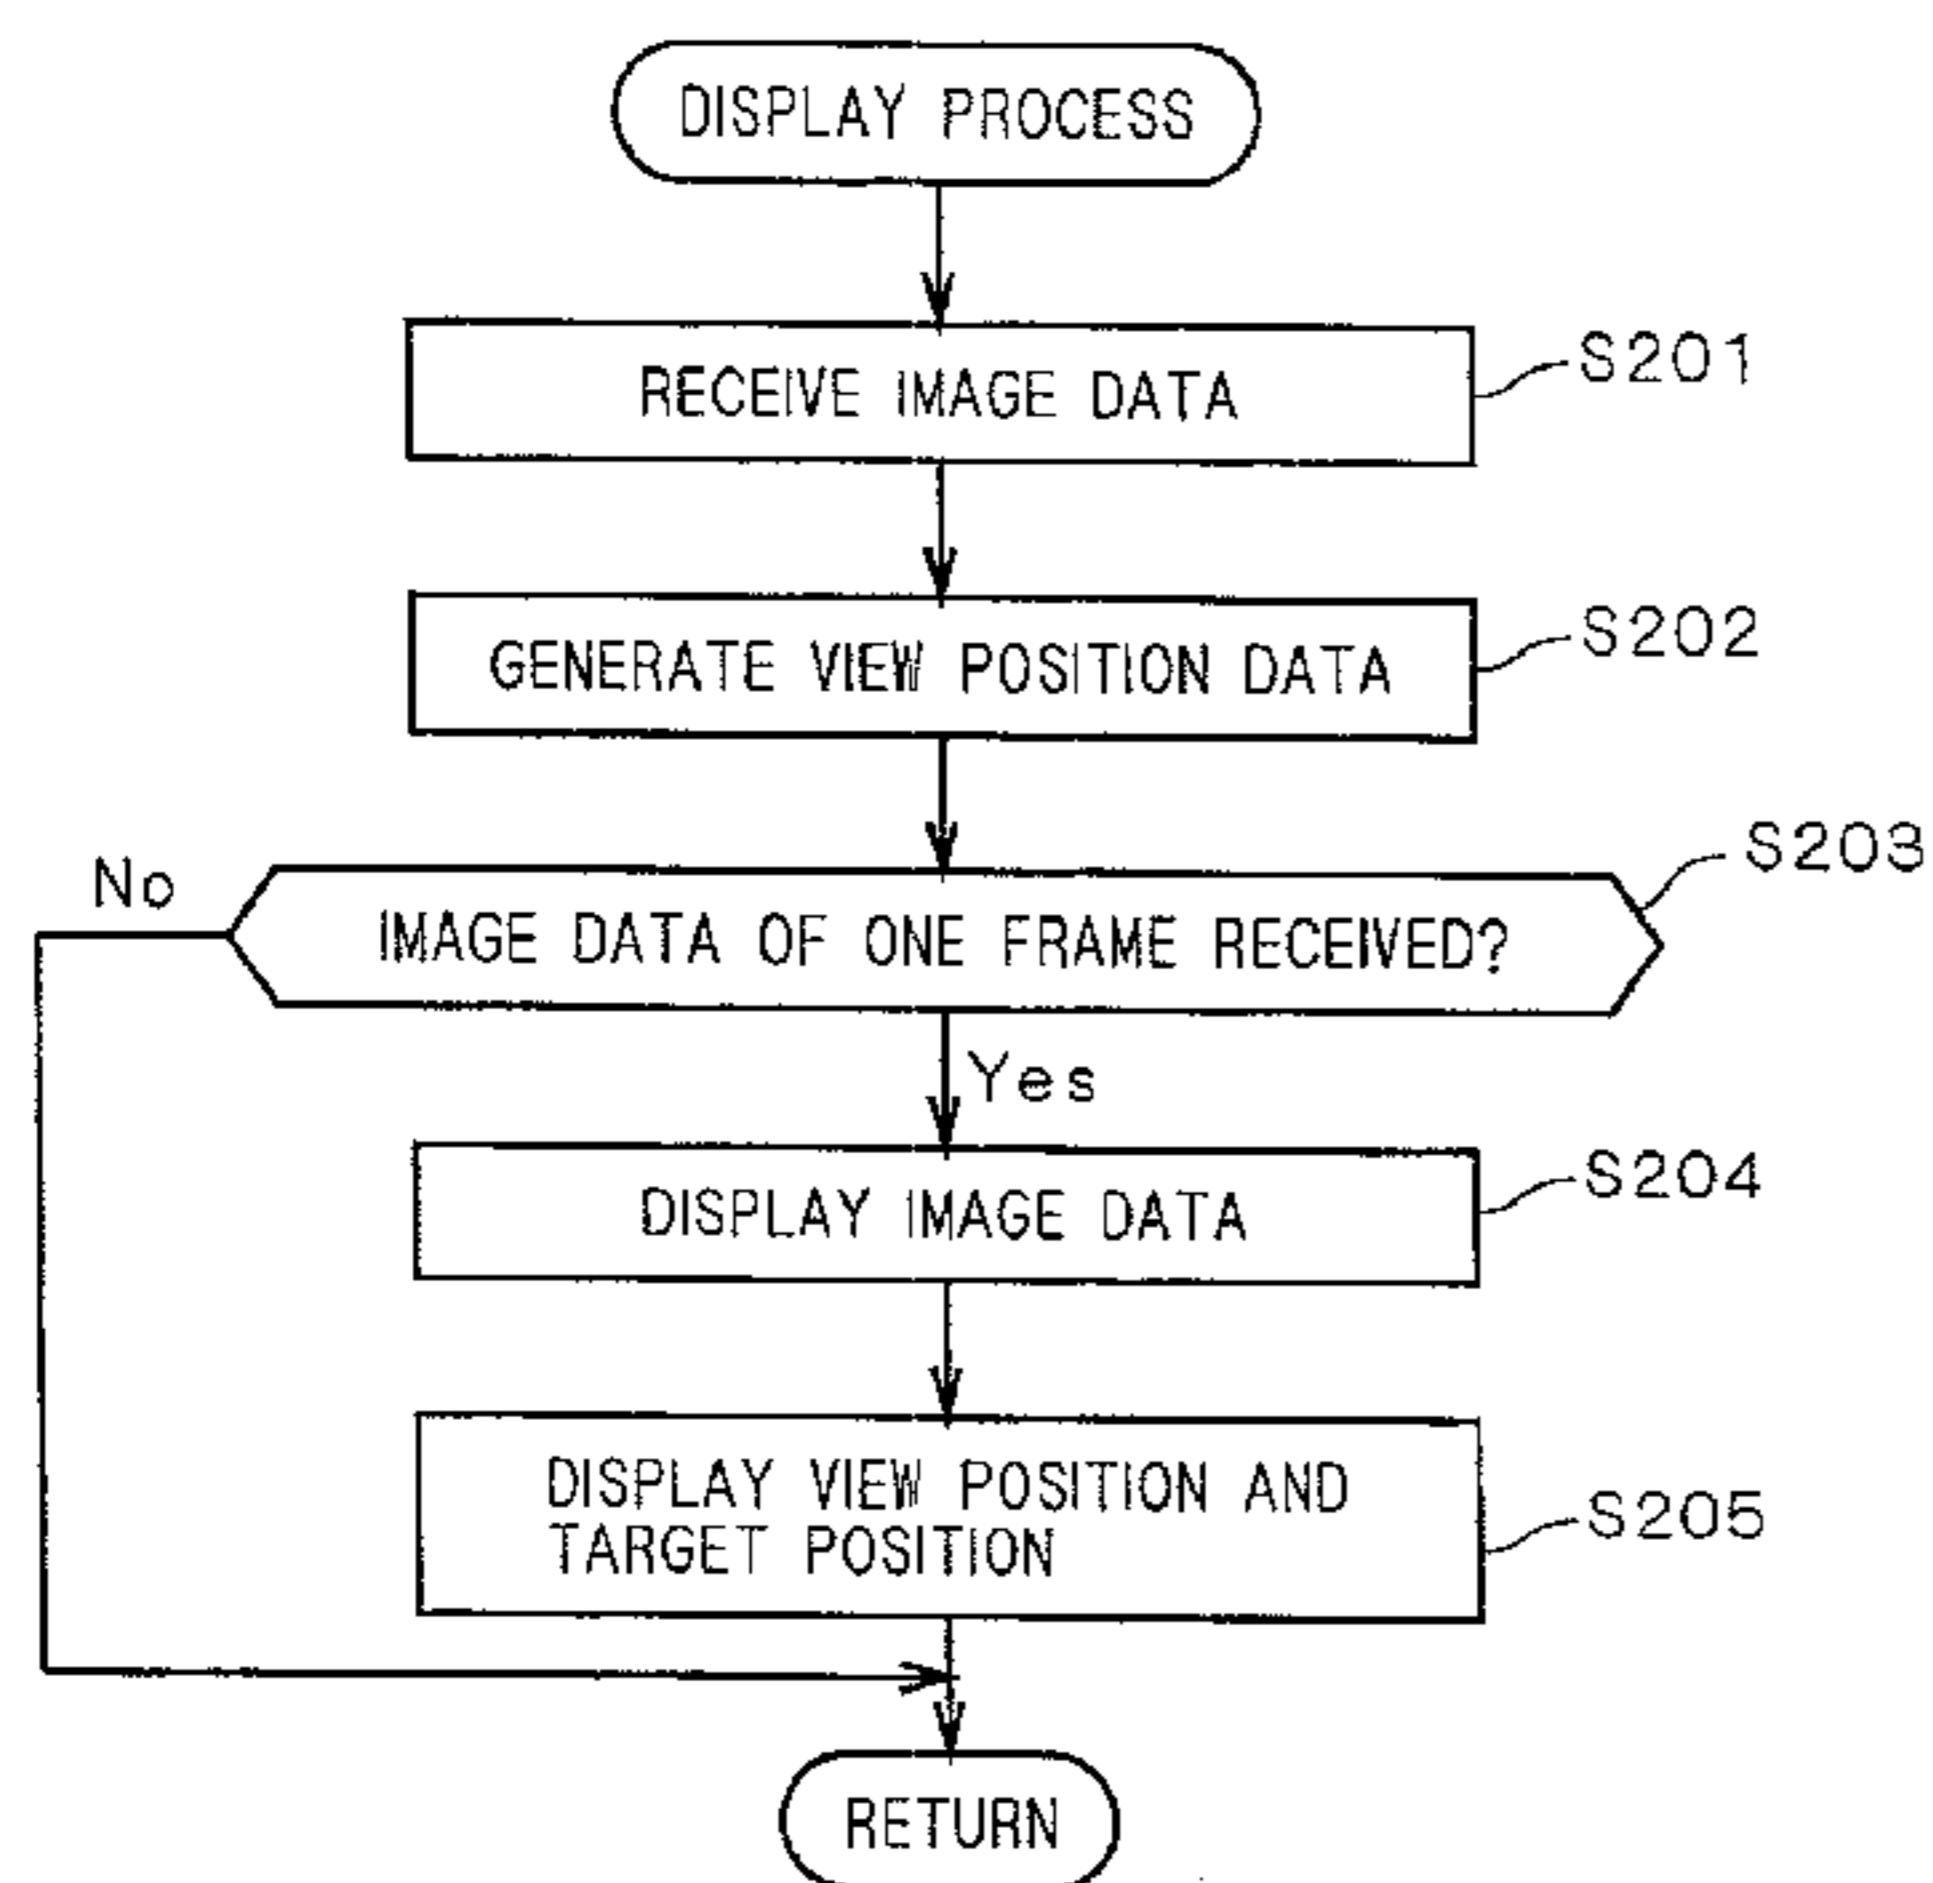 DISPLAY PROCESS
RECEIVE IMAGE DATA
S201
GENERATE VIEW POSITION DATA
S202
S203
No
IMAGE DATA OF ONE FRAME RECEIVED?
Yes
DISPLAY IMAGE DATA
S204
DISPLAY VIEW POSITION AND
TARGET POSITION
S205
RETURN